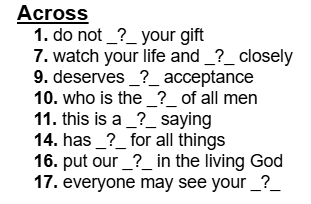 Across
1. do not _?_ your gift
7. watch your life and _?_ closely
9. deserves _?_ acceptance
10. who is the _?_ of all men
11. this is a _?_ saying
14. has _?_ for all things
16. put our _?_ in the living God
17. everyone may see your _?_